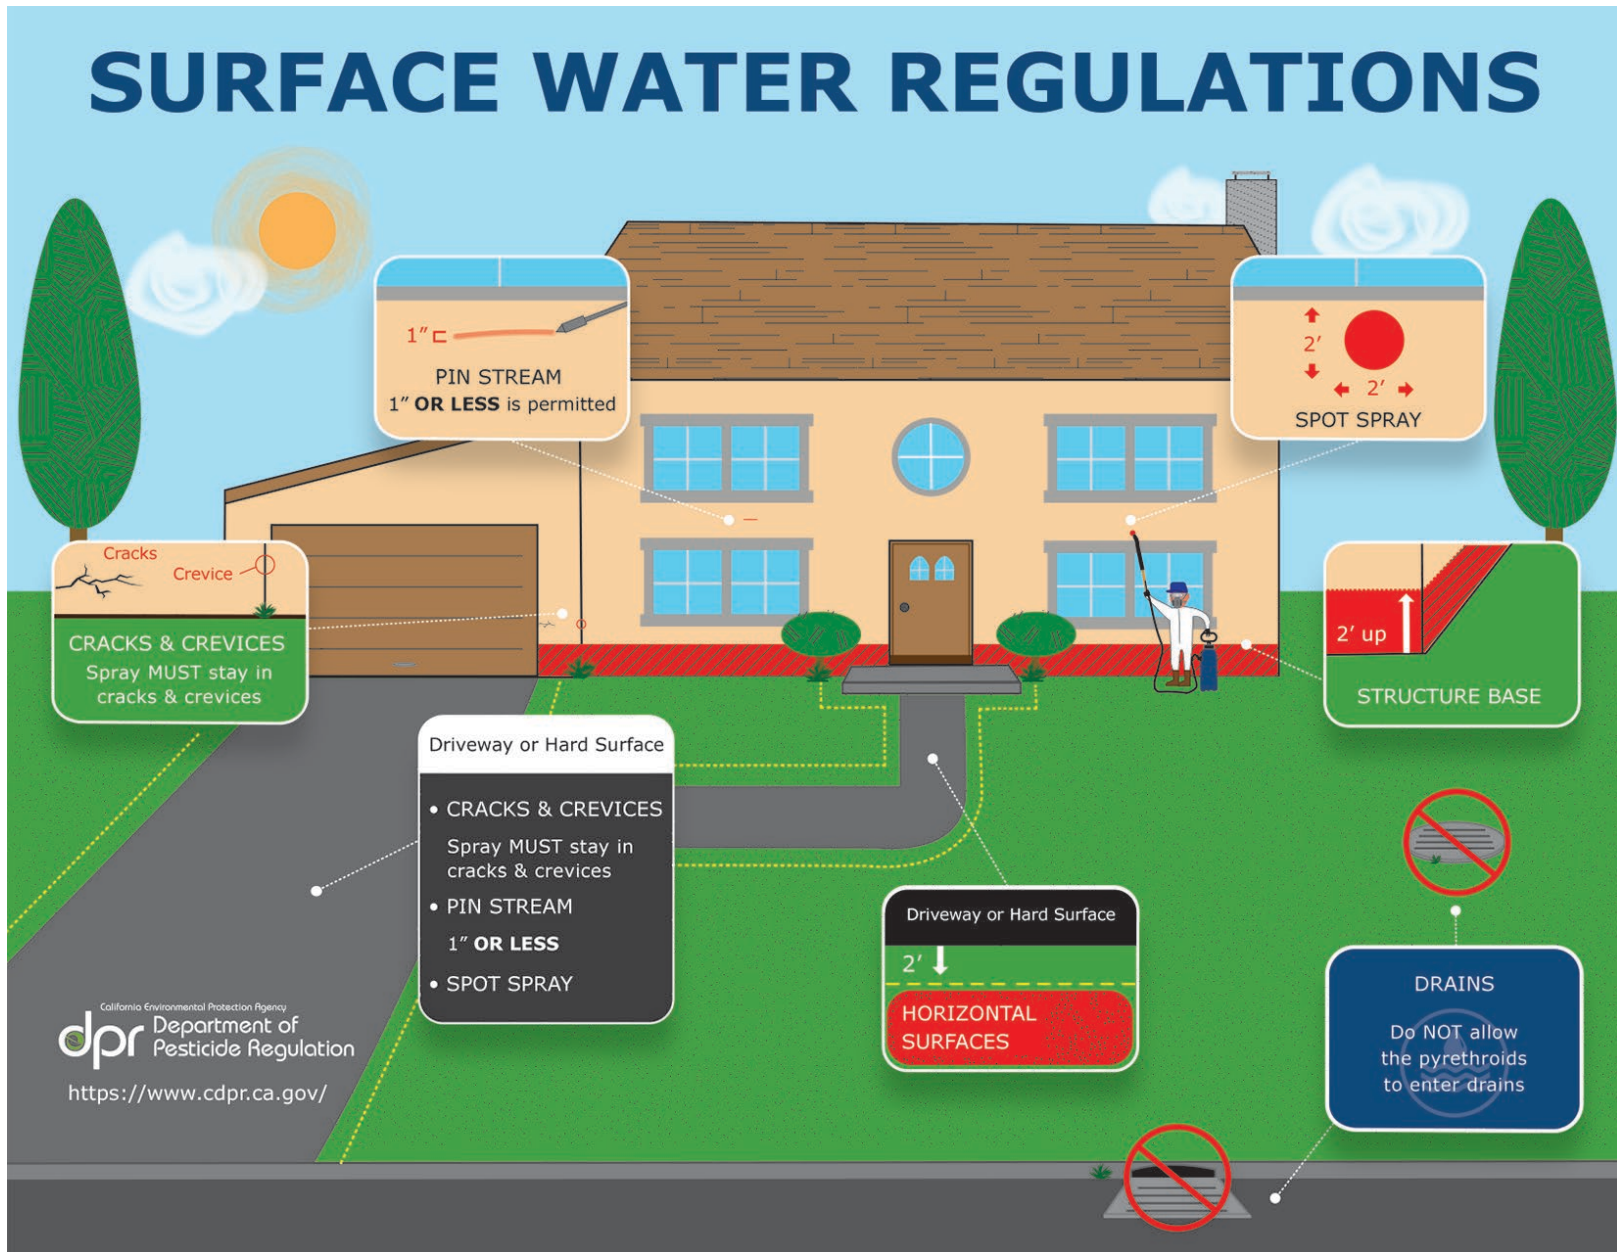 SURFACE WATER REGULATIONS
1”
PIN STREAM
1” OR LESS is permitted
2’
2’
SPOT SPRAY
Cracks
Crevice
CRACKS & CREVICES
Spray MUST stay in
cracks & crevices
2’ up
STRUCTURE BASE
Driveway or Hard Surface
• CRACKS & CREVICES
Spray MUST stay in
cracks & crevices
• PIN STREAM
1” OR LESS
• SPOT SPRAY
Driveway or Hard Surface
2’
HORIZONTAL
SURFACES
DRAINS
Do NOT allow
the pyrethroids
to enter drains
California Environmental Protection Agency
dpr Department of
Pesticide Regulation
https://www.cdpr.ca.gov/